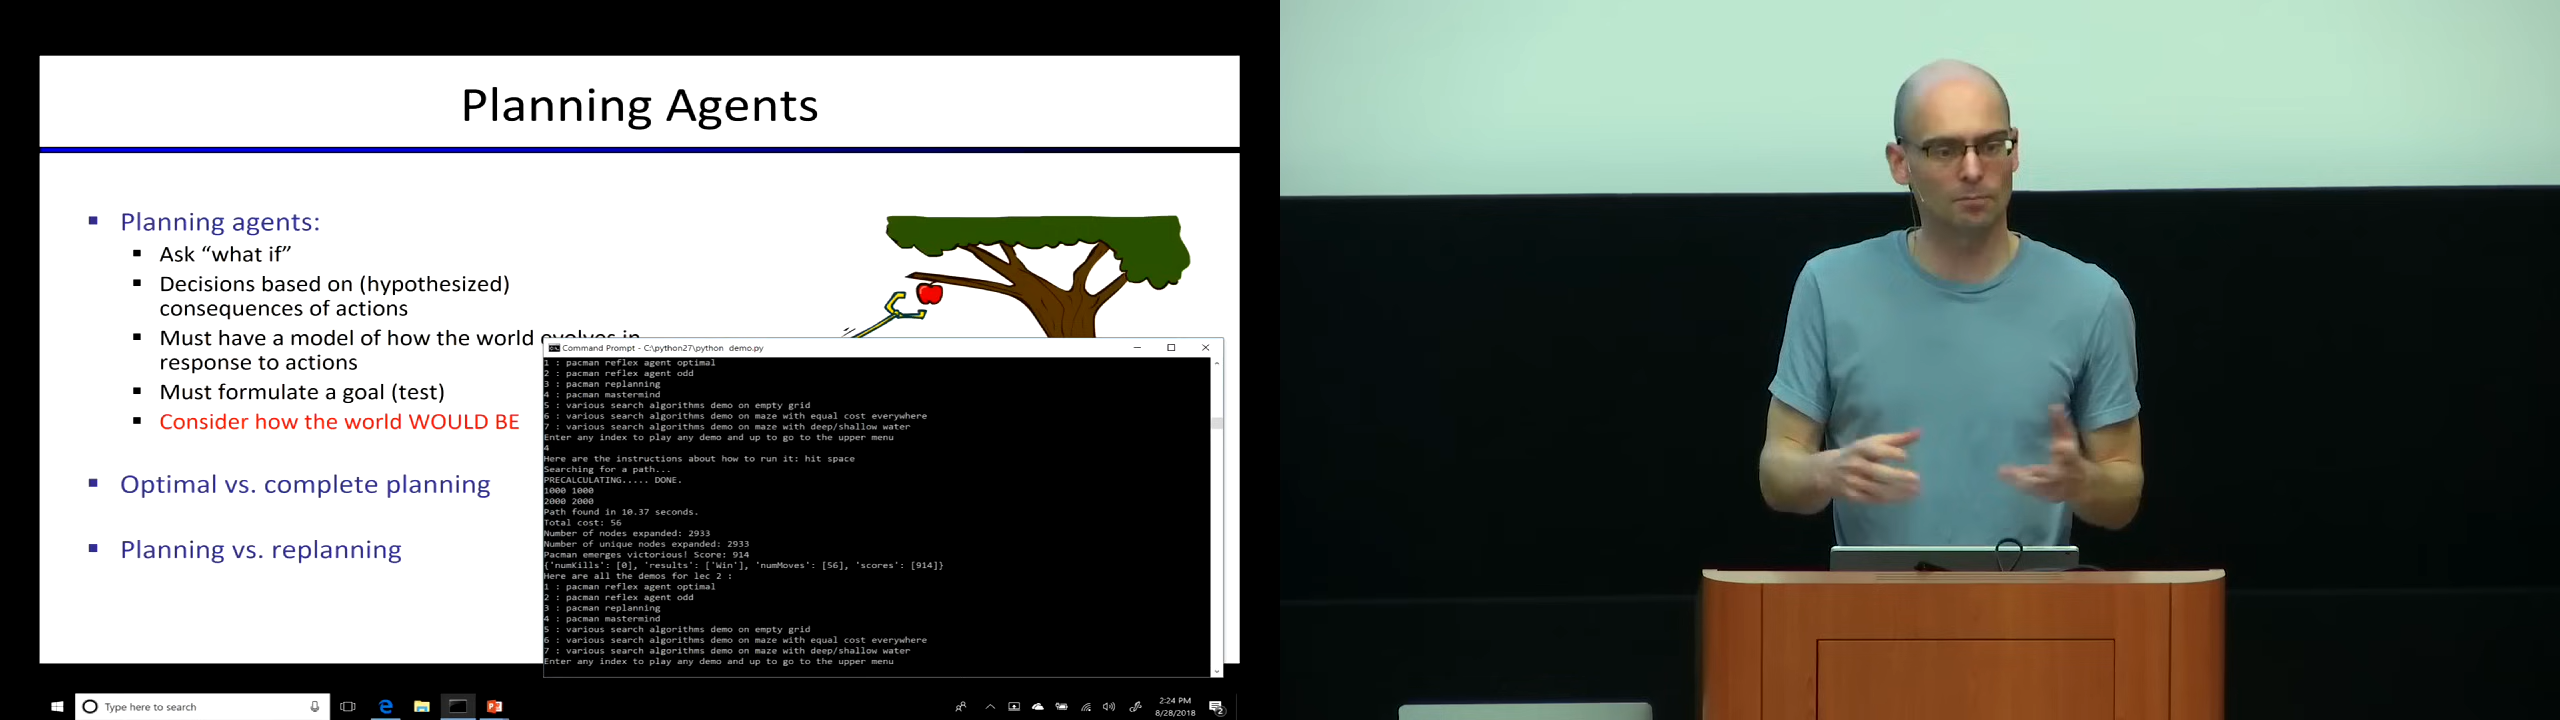 Planning Agents
Planning agents:
Ask “what if”
Decisions based on (hypothesized)
consequences of actions
Must have a model of how the world evolves in
response to actions
Must formulate a goal (test)
Consider how the world WOULD BE
Optimal vs. complete planning
Planning vs. replanning
Command Prompt - C:\python27\python demo.py
1 : pacman reflex agent optimal
2 : pacman reflex agent odd
3 : pacman replanning
4 : pacman mastermind
5 : various search algorithms demo on empty grid
6 : various search algorithms demo on maze with equal cost everywhere
7 : various search algorithms demo on maze with deep/shallow water
Enter any index to play any demo and up to go to the upper menu
4
Here are the instructions about how to run it: hit space
Searching for a path...
PRECALCULATING..... DONE.
1000 1000
2000 2000
Path found in 10.37 seconds.
Total cost: 56
Number of nodes expanded: 2933
Number of unique nodes expanded: 2933
Pacman emerges victorious! Score: 914
{'numKills': [0], 'results': ['Win'], 'numMoves': [56], 'scores': [914]}
Here are all the demos for lec 2 :
1 : pacman reflex agent optimal
2 : pacman reflex agent odd
3 : pacman replanning
4 : pacman mastermind
5 : various search algorithms demo on empty grid
6 : various search algorithms demo on maze with equal cost everywhere
7 : various search algorithms demo on maze with deep/shallow water
Enter any index to play any demo and up to go to the upper menu
Type here to search
2:24 PM
8/28/2018
2